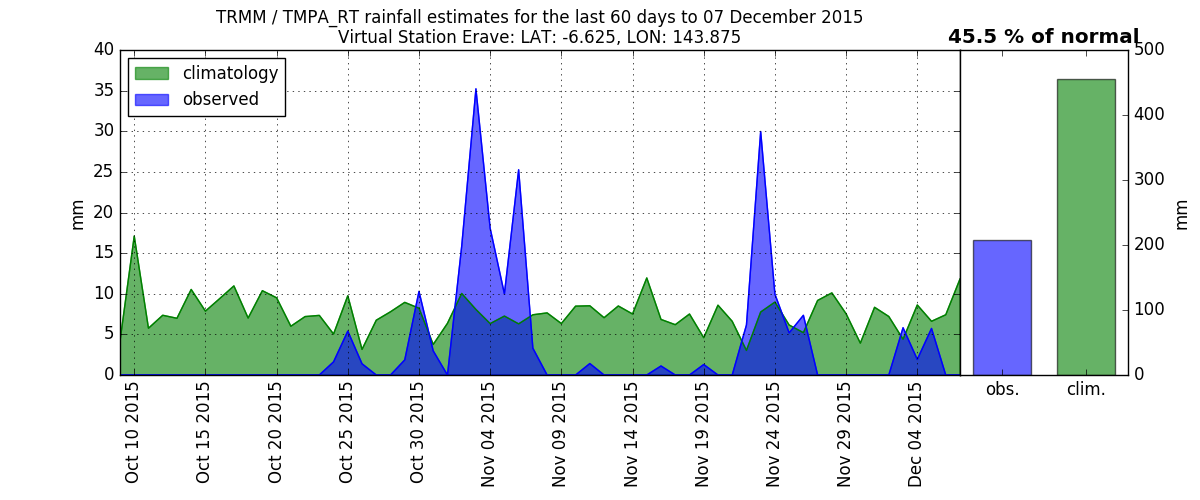 TRMM / TMPA_RT rainfall estimates for the last 60 days to 07 December 2015
Virtual Station Erave: LAT: -6.625, LON: 143.875
45.5 % of normal
climatology
observed
40
35
30
25
20
15
10
5
0
mm
Oct 10 2015
Oct 15 2015
Oct 20 2015
Oct 25 2015
Oct 30 2015
Nov 04 2015
Nov 09 2015
Nov 14 2015
Nov 19 2015
Nov 24 2015
Nov 29 2015
Dec 04 2015
obs.
clim.
500
400
300
200
100
0
mm